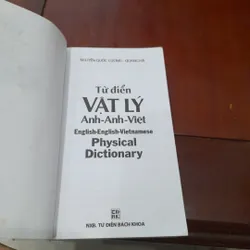 Từ điển
VẬT LÝ
Anh-Anh-Việt
English-English-Vietnamese
Physical
Dictionary
NXB. TỪ ĐIỂN BÁCH KHOA